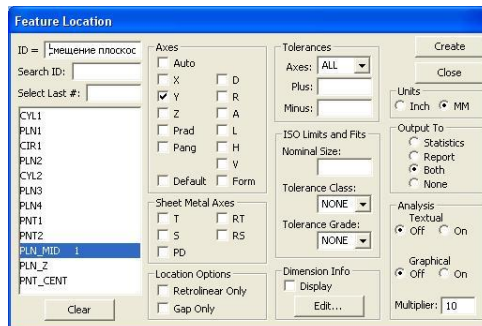 Feature Location
ID = :мещение плоскос
Search ID:
Select Last #:
CYL1
PLN1
CIR1
PLN2
CYL2
PLN3
PLN4
PNT1
PNT2
PLN_MID 1
PLN_Z
PNT_CENT
Clear
Axes
Auto
X D
Y R
Z A
Prad L
Pang H
V
Default Form
Sheet Metal Axes
T RT
S RS
PD
Location Options
Retrolinear Only
Gap Only
Tolerances
Axes: ALL
Plus:
Minus:
ISO Limits and Fits
Nominal Size:
Tolerance Class:
NONE
Tolerance Grade:
NONE
Dimension Info
Display
Edit...
Create
Close
Units
Inch MM
Output To
Statistics
Report
Both
None
Analysis
Textual
Off On
Graphical
Off On
Multiplier: 10